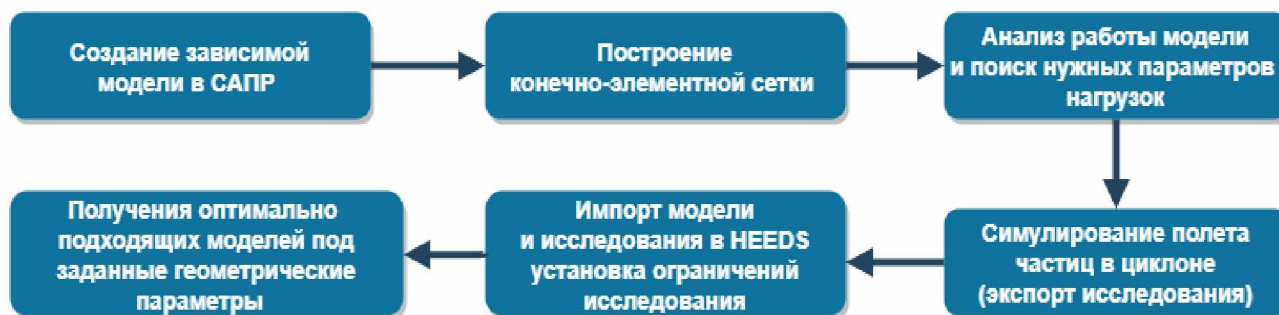 Создание зависимой
модели в САПР
Построение
конечно-элементной сетки
Анализ работы модели
и поиск нужных параметров
нагрузок
Симулирование полета
частиц в циклоне
(экспорт исследования)
Импорт модели
и исследования в HEEDS
установка ограничений
исследования
Получения оптимально
подходящих моделей под
заданные геометрические
параметры